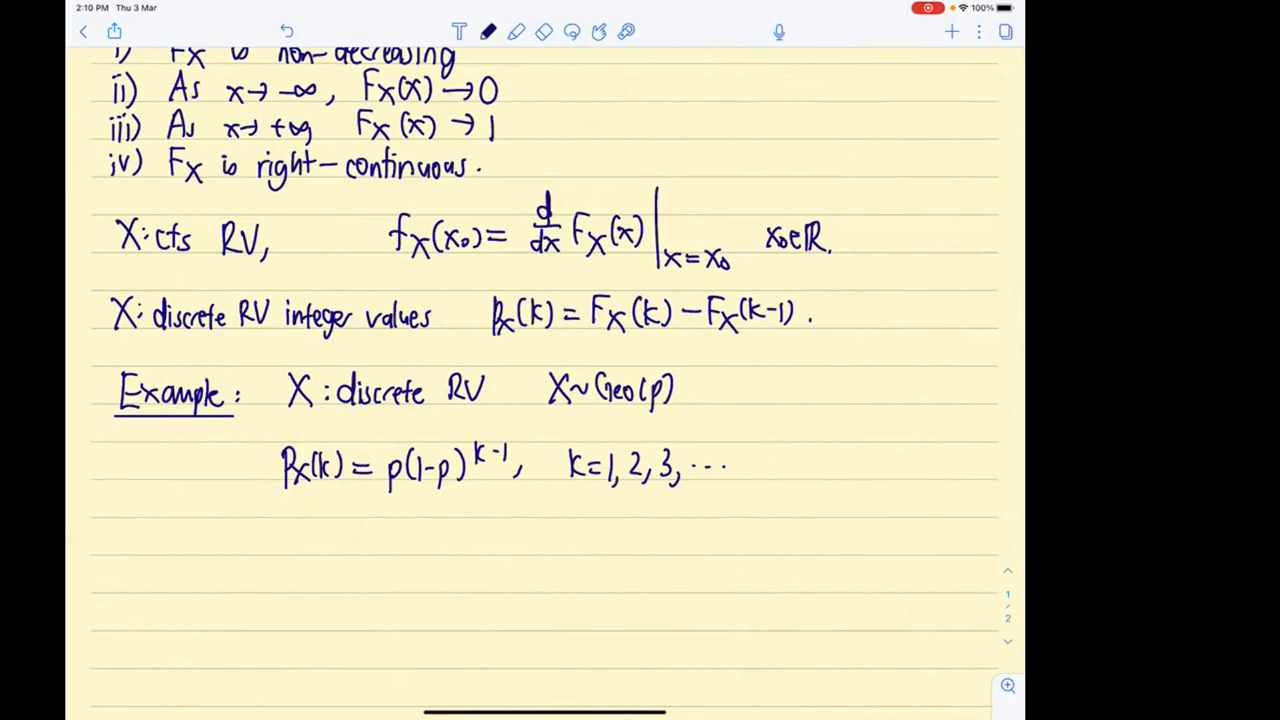 2:10 PM Thu 3 Mar 100%
i) FX is non-decreasing
ii) As x→ -∞, FX(x) →0
iii) As x→ +∞ FX(x) → 1
iv) FX is right-continuous.
X: cts RV, fX(x0) = d/dx FX(x) |x=x0 x0∈ℝ.
X: discrete RV integer values PX(k) = FX(k) - FX(k-1).
Example: X: discrete RV X~Geo(p)
PX(k) = p(1-p)^k-1, k=1, 2, 3, ...
1
/
2